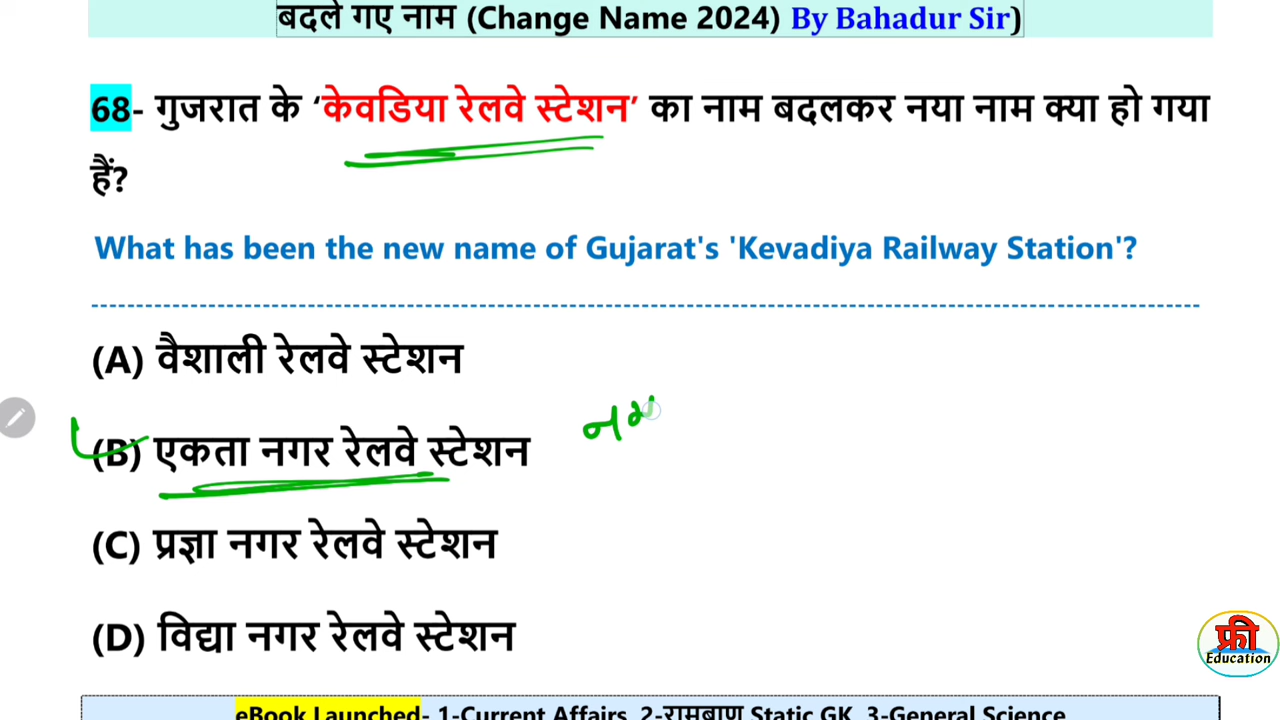 बदले गए नाम (Change Name 2024) By Bahadur Sir)
68- गुजरात के ‘केवडिया रेलवे स्टेशन’ का नाम बदलकर नया नाम क्या हो गया
हैं?
What has been the new name of Gujarat's 'Kevadiya Railway Station'?
(A) वैशाली रेलवे स्टेशन
(B) एकता नगर रेलवे स्टेशन
(C) प्रज्ञा नगर रेलवे स्टेशन
(D) विद्या नगर रेलवे स्टेशन
फ्री
Education
eBook Launched- 1-Current Affairs, 2-रामबाण Static GK, 3-General Science